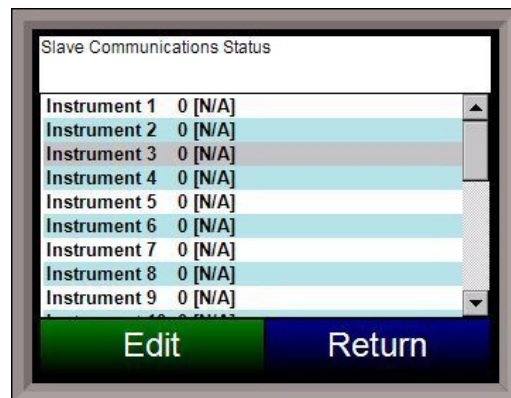 Slave Communications Status
Instrument 1 0 [N/A]
Instrument 2 0 [N/A]
Instrument 3 0 [N/A]
Instrument 4 0 [N/A]
Instrument 5 0 [N/A]
Instrument 6 0 [N/A]
Instrument 7 0 [N/A]
Instrument 8 0 [N/A]
Instrument 9 0 [N/A]
Edit Return